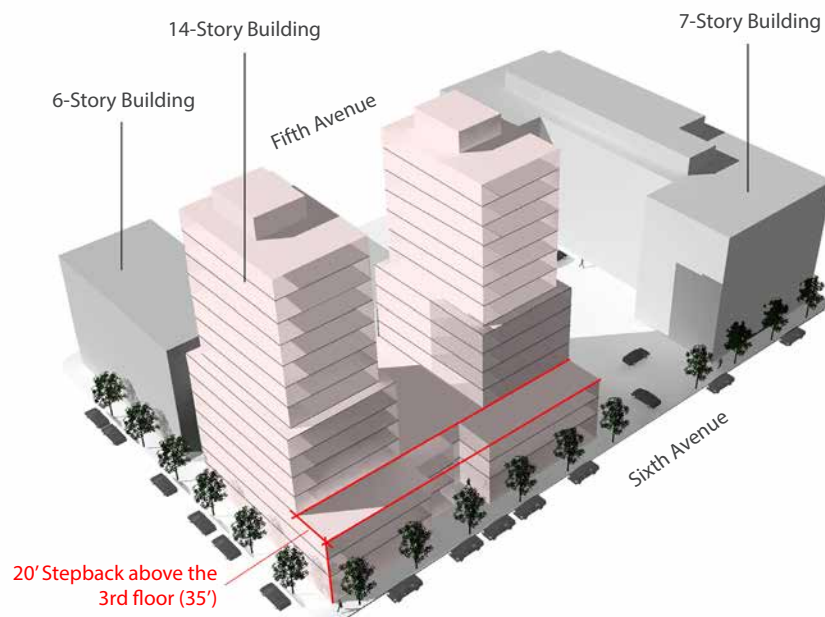 14-Story Building
7-Story Building
6-Story Building
Fifth Avenue
Sixth Avenue
20' Stepback above the
3rd floor (35')